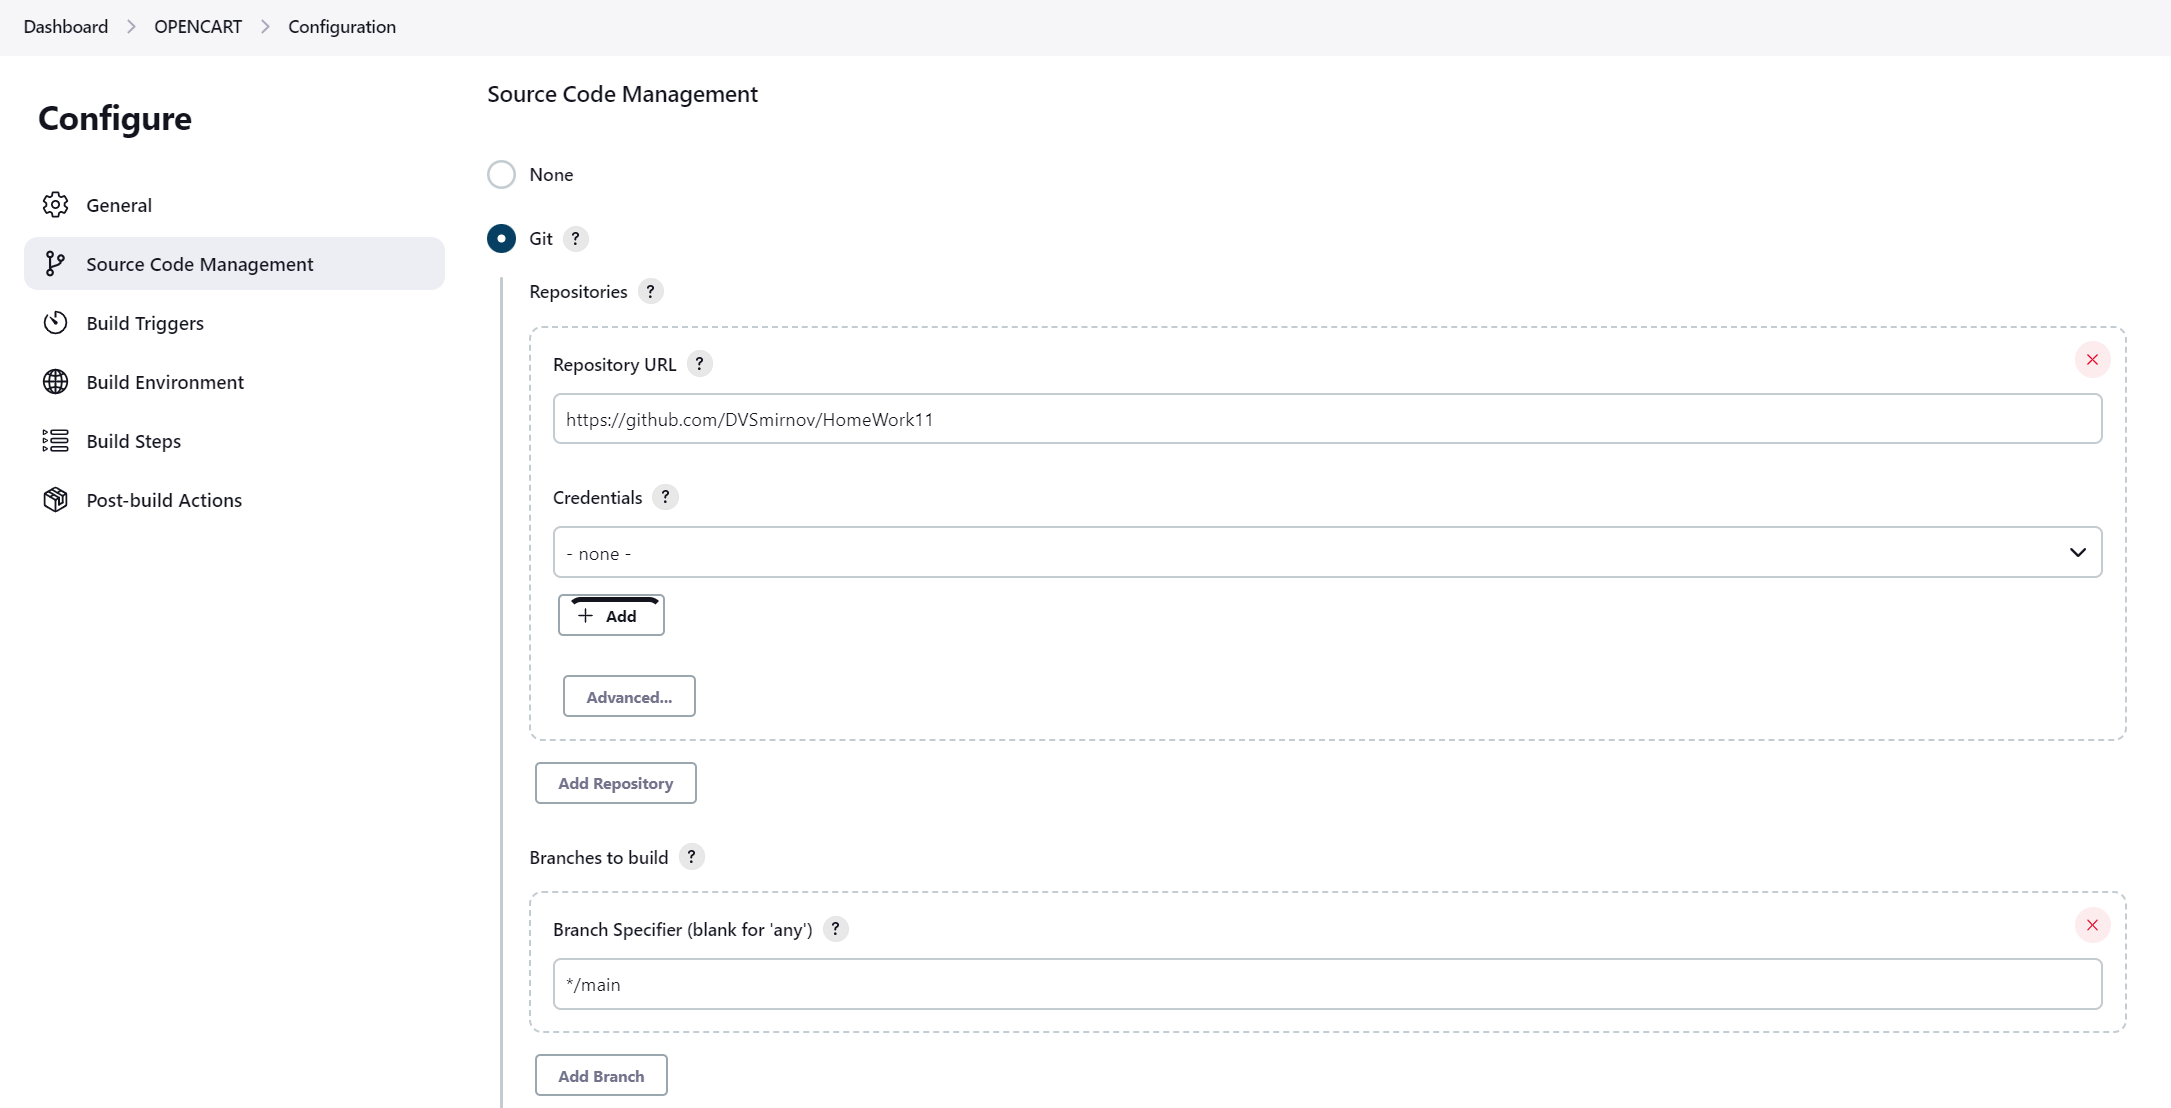 Dashboard > OPENCART > Configuration
Configure
General
Source Code Management
Build Triggers
Build Environment
Build Steps
Post-build Actions
Source Code Management
None
Git ?
Repositories ?
Repository URL ?
https://github.com/DVSmirnov/HomeWork11
Credentials ?
- none -
+ Add
Advanced...
Add Repository
Branches to build ?
Branch Specifier (blank for 'any') ?
*/main
Add Branch